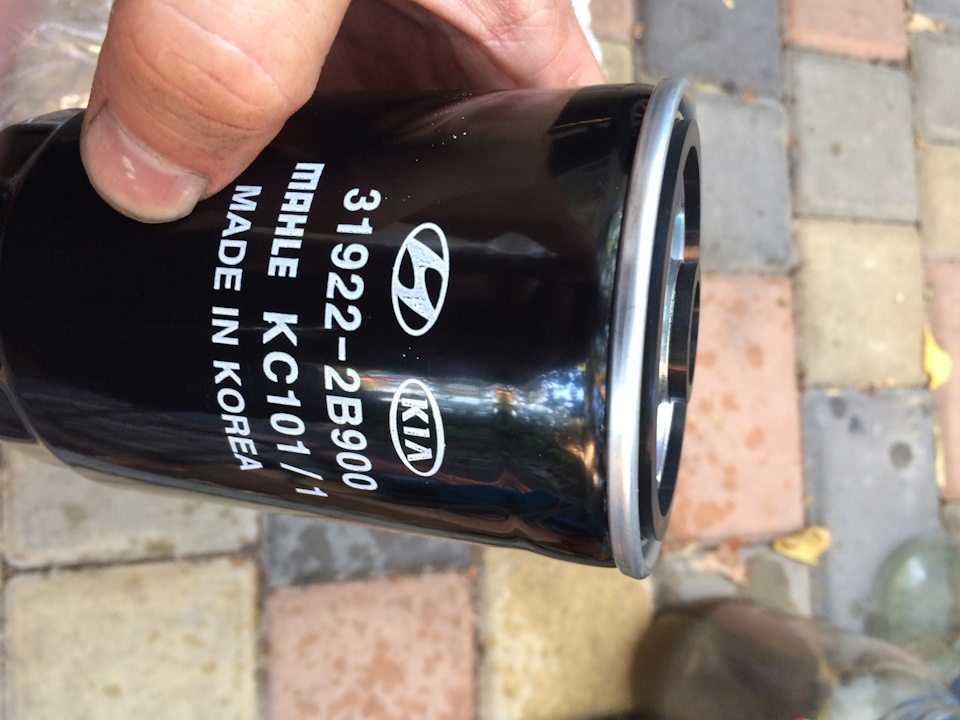 KIA
31922-2B900
MAHLE KC101/1
MADE IN KOREA